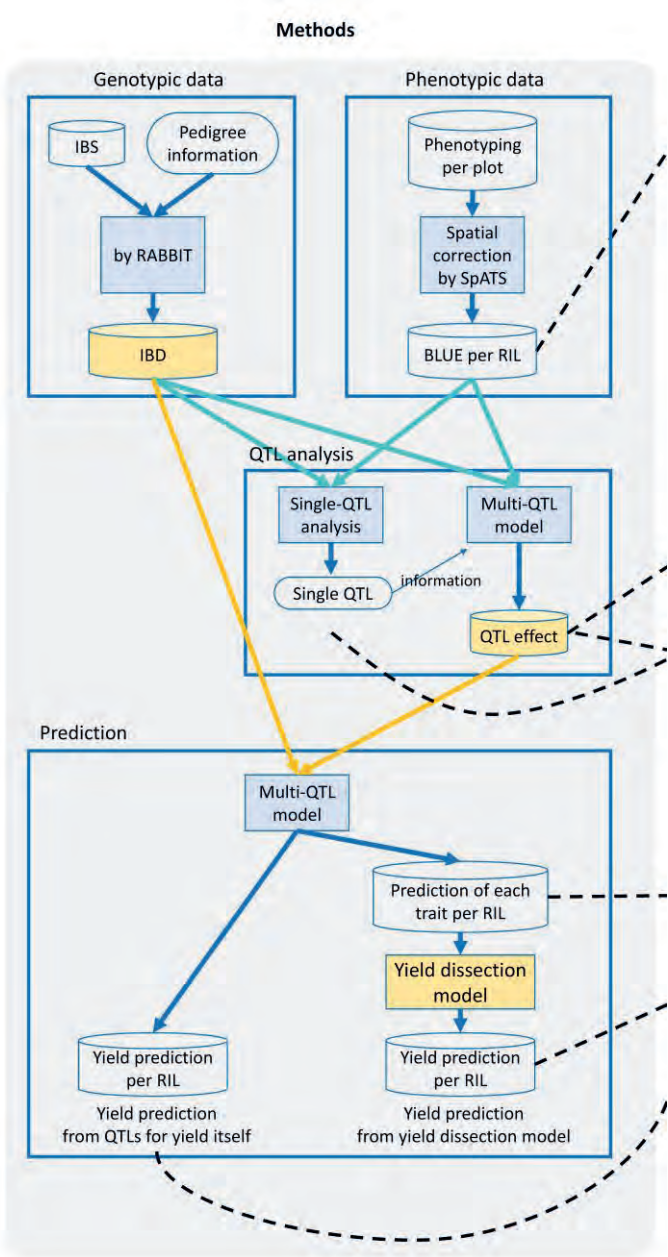 Methods
Genotypic data
Phenotypic data
IBS
Pedigree
information
by RABBIT
IBD
Phenotyping
per plot
Spatial
correction
by SpATS
BLUE per RIL
QTL analysis
Single-QTL
analysis
Multi-QTL
model
Single QTL
information
QTL effect
Prediction
Multi-QTL
model
Prediction of each
trait per RIL
Yield dissection
model
Yield prediction
per RIL
Yield prediction
from QTLs for yield itself
Yield prediction
per RIL
Yield prediction
from yield dissection model